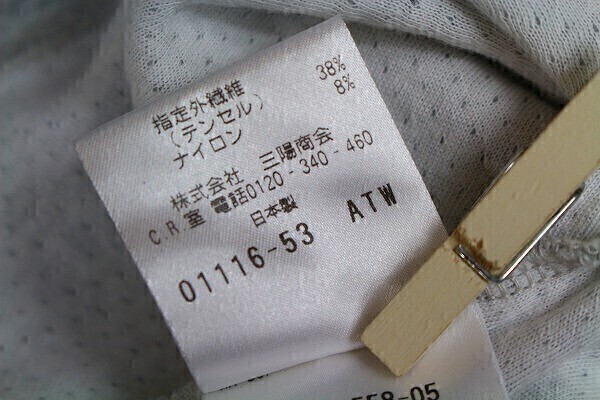 指定外繊維 38%
(テンセル)
ナイロン 8%
株式会社 三陽商会
C.R.室 電話0120-340-460
日本製
01116-53 ATW
558-05